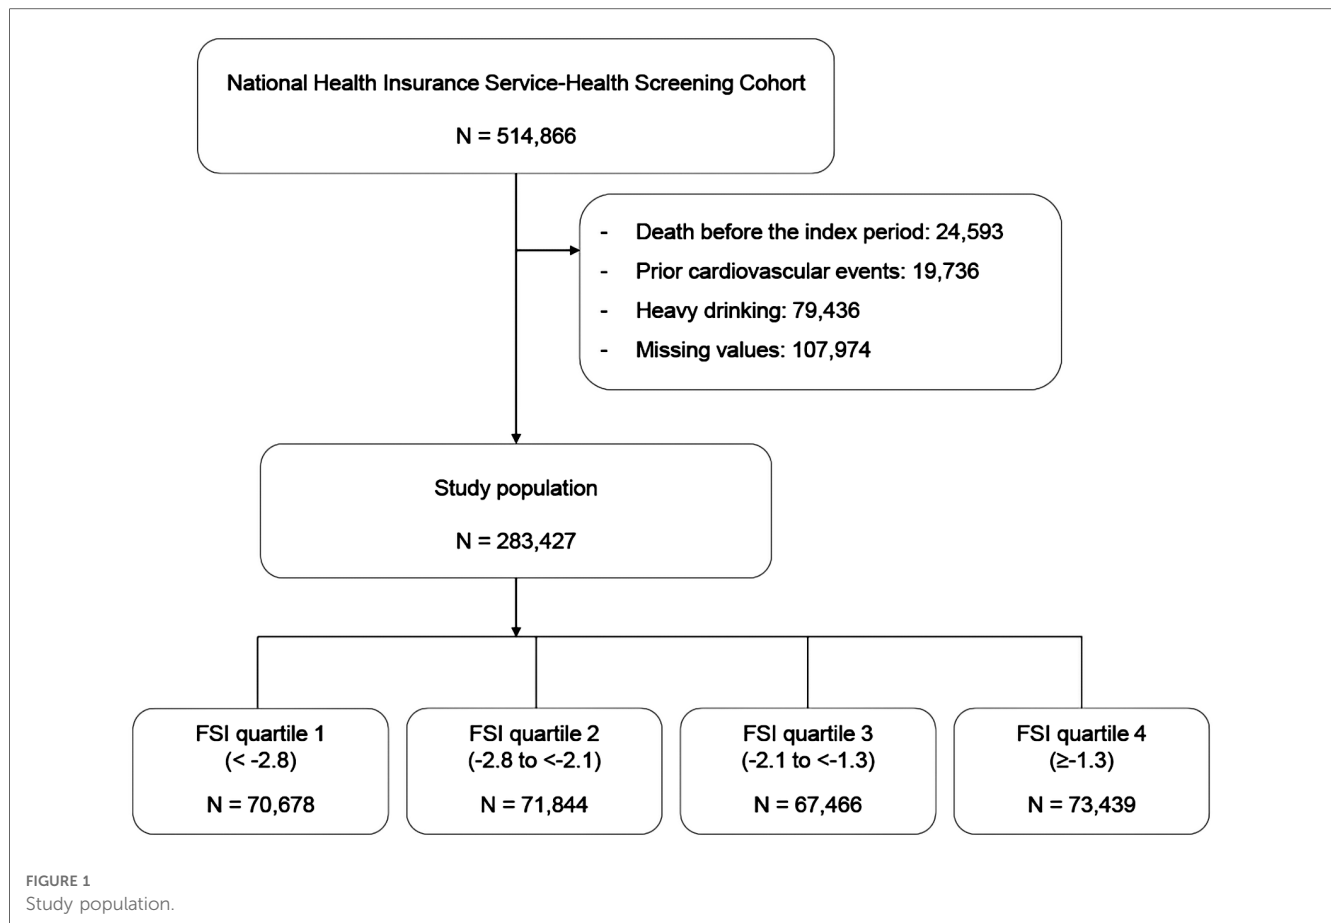 National Health Insurance Service-Health Screening Cohort
N = 514,866
- Death before the index period: 24,593
- Prior cardiovascular events: 19,736
- Heavy drinking: 79,436
- Missing values: 107,974
Study population
N = 283,427
FSI quartile 1
(< -2.8)
N = 70,678
FSI quartile 2
(-2.8 to <-2.1)
N = 71,844
FSI quartile 3
(-2.1 to <-1.3)
N = 67,466
FSI quartile 4
(≥-1.3)
N = 73,439
FIGURE 1
Study population.